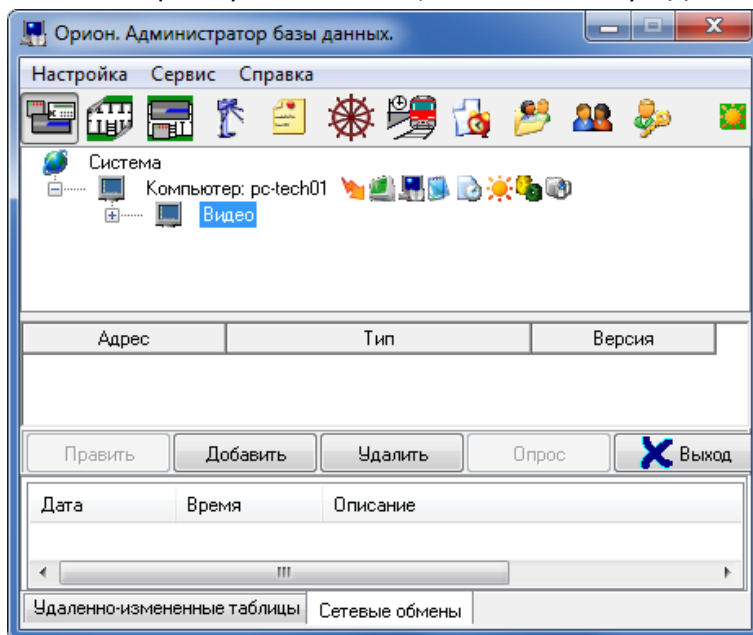 Орион. Администратор базы данных.
Настройка Сервис Справка
Система
Компьютер: pc-tech01
Видео
Адрес Тип Версия
Править Добавить Удалить Опрос Выход
Дата Время Описание
Удаленно-измененные таблицы Сетевые обмены